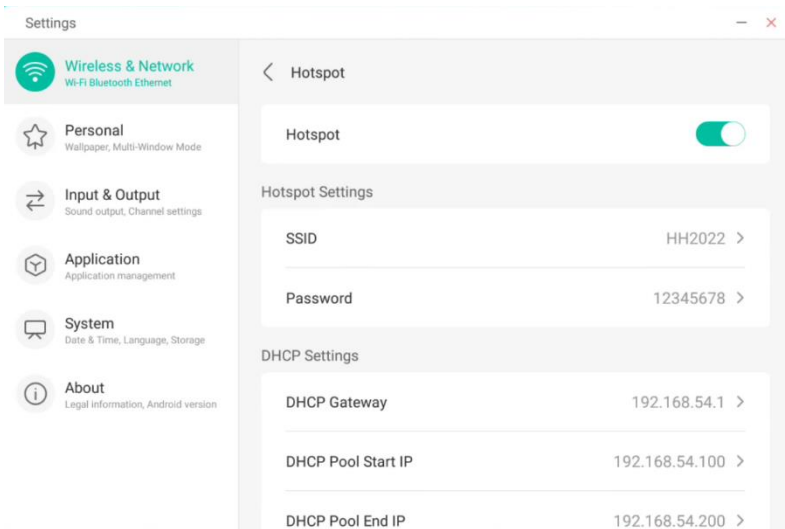 Settings
Wireless & Network
Wi-Fi Bluetooth Ethernet
Personal
Wallpaper, Multi-Window Mode
Input & Output
Sound output, Channel settings
Application
Application management
System
Date & Time, Language, Storage
About
Legal information, Android version
Hotspot
Hotspot
Hotspot Settings
SSID HH2022
Password 12345678
DHCP Settings
DHCP Gateway 192.168.54.1
DHCP Pool Start IP 192.168.54.100
DHCP Pool End IP 192.168.54.200